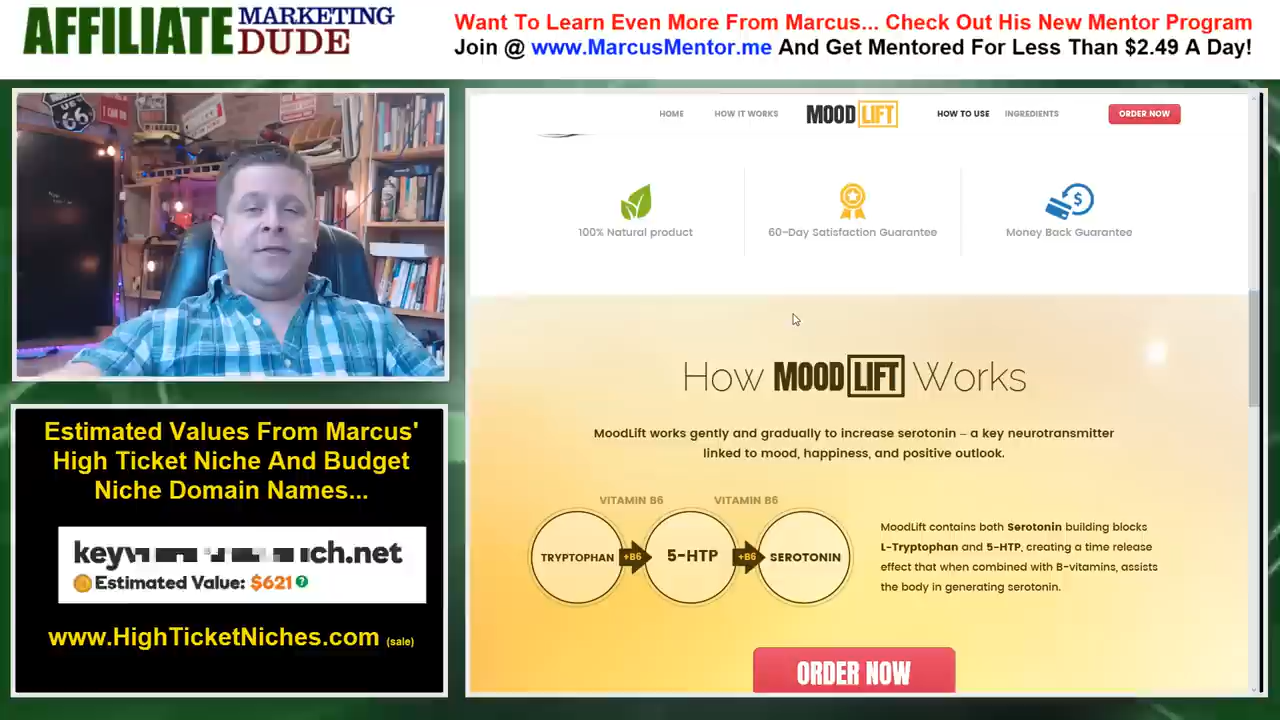 AFFILIATE MARKETING DUDE
Want To Learn Even More From Marcus... Check Out His New Mentor Program
Join @ www.MarcusMentor.me And Get Mentored For Less Than $2.49 A Day!
66
HOME
HOW IT WORKS
MOOD LIFT
HOW TO USE
INGREDIENTS
ORDER NOW
100% Natural product
60-Day Satisfaction Guarantee
Money Back Guarantee
How MOOD LIFT Works
MoodLift works gently and gradually to increase serotonin – a key neurotransmitter
linked to mood, happiness, and positive outlook.
VITAMIN B6
VITAMIN B6
TRYPTOPHAN
+B6
5-HTP
+B6
SEROTONIN
MoodLift contains both Serotonin building blocks
L-Tryptophan and 5-HTP, creating a time release
effect that when combined with B-vitamins, assists
the body in generating serotonin.
ORDER NOW
Estimated Values From Marcus'
High Ticket Niche And Budget
Niche Domain Names...
Estimated Value: $621
www.HighTicketNiches.com (sale)